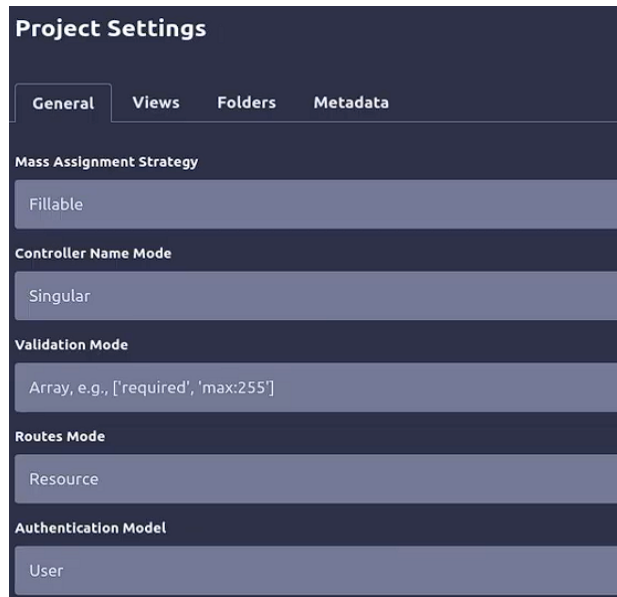 Project Settings
General Views Folders Metadata
Mass Assignment Strategy
Fillable
Controller Name Mode
Singular
Validation Mode
Array, e.g., ['required', 'max:255']
Routes Mode
Resource
Authentication Model
User